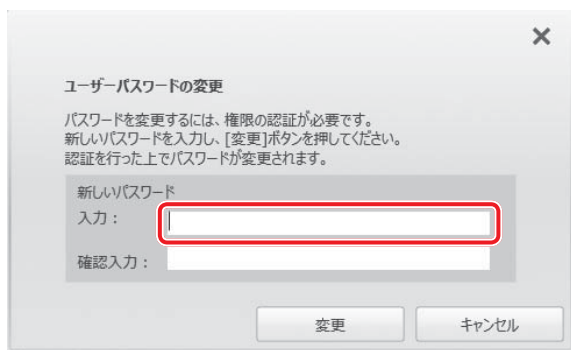 ユーザーパスワードの変更
パスワードを変更するには、権限の認証が必要です。
新しいパスワードを入力し、[変更]ボタンを押してください。
認証を行った上でパスワードが変更されます。
新しいパスワード
入力：
確認入力：
変更 キャンセル